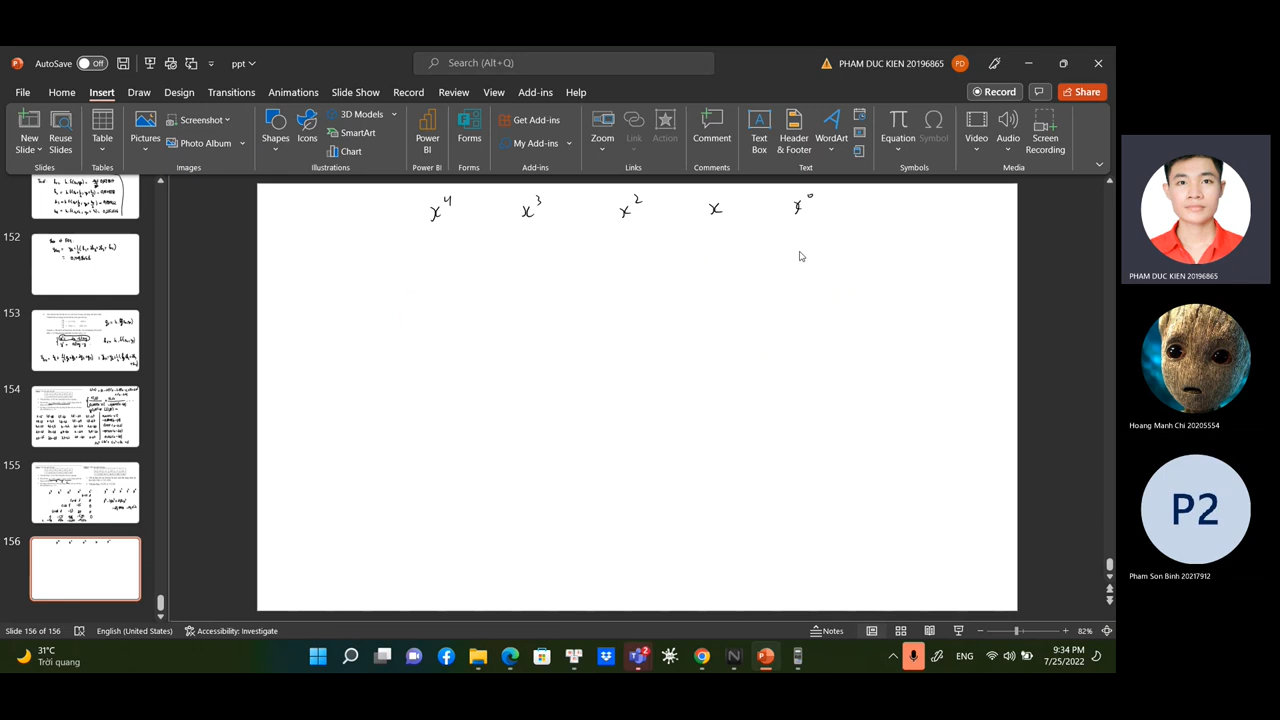 AutoSave Off ppt Search (Alt+Q) PHAM DUC KIEN 20196865 PD
File Home Insert Draw Design Transitions Animations Slide Show Record Review View Add-ins Help Record Share
New Slide Reuse Slides Table Pictures Screenshot Photo Album Shapes Icons 3D Models SmartArt Chart Power BI Forms Get Add-ins My Add-ins Zoom Link Action Comment Text Box Header & Footer WordArt Equation Symbol Video Audio Screen Recording
Slides Tables Images Illustrations Power BI Forms Add-ins Links Comments Text Symbols Media
x⁴ x³ x² x x⁰
152
153
154
155
156
PHAM DUC KIEN 20196865
Hoang Manh Chi 20205554
P2
Pham Son Binh 20217912
Slide 156 of 156 English (United States) Accessibility: Investigate Notes 82%
31°C
Trời quang
2
ENG
9:34 PM
7/25/2022